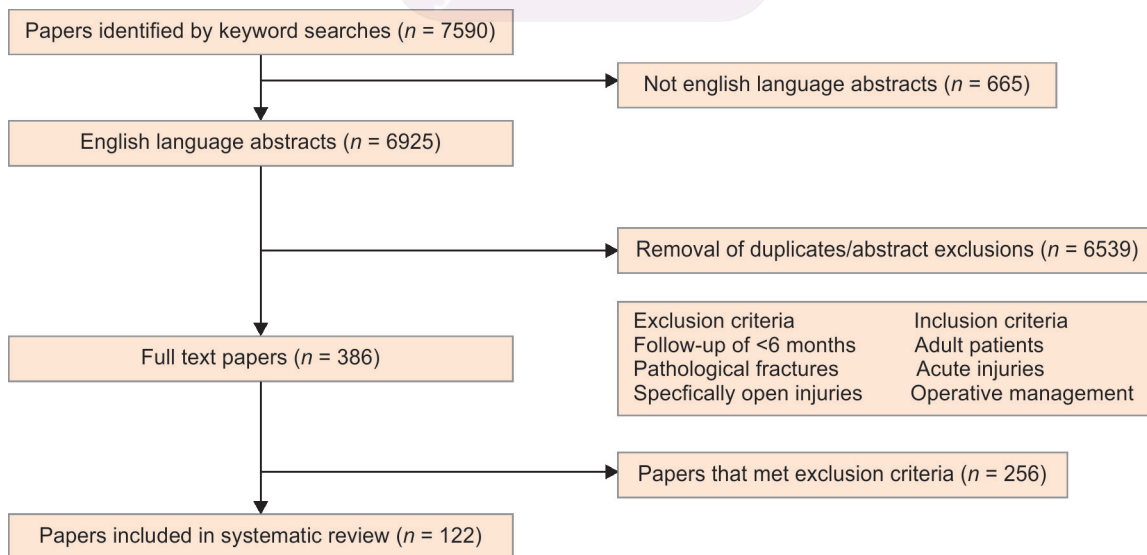 Papers identified by keyword searches (n = 7590)
Not english language abstracts (n = 665)
English language abstracts (n = 6925)
Removal of duplicates/abstract exclusions (n = 6539)
Exclusion criteria
Follow-up of <6 months
Pathological fractures
Specfically open injuries
Inclusion criteria
Adult patients
Acute injuries
Operative management
Full text papers (n = 386)
Papers that met exclusion criteria (n = 256)
Papers included in systematic review (n = 122)